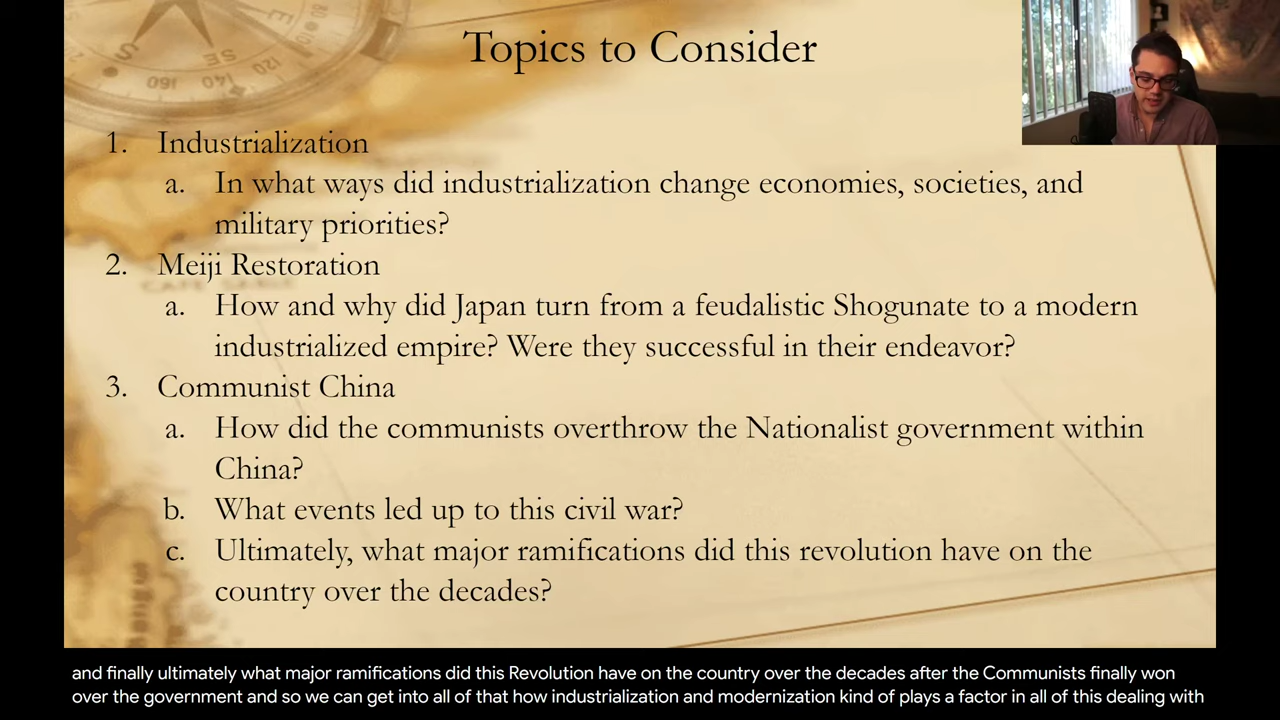 Topics to Consider
1. Industrialization
a. In what ways did industrialization change economies, societies, and
military priorities?
2. Meiji Restoration
a. How and why did Japan turn from a feudalistic Shogunate to a modern
industrialized empire? Were they successful in their endeavor?
3. Communist China
a. How did the communists overthrow the Nationalist government within
China?
b. What events led up to this civil war?
c. Ultimately, what major ramifications did this revolution have on the
country over the decades?
and finally ultimately what major ramifications did this Revolution have on the country over the decades after the Communists finally won
over the government and so we can get into all of that how industrialization and modernization kind of plays a factor in all of this dealing with
S
SE
E
160
140
120
80